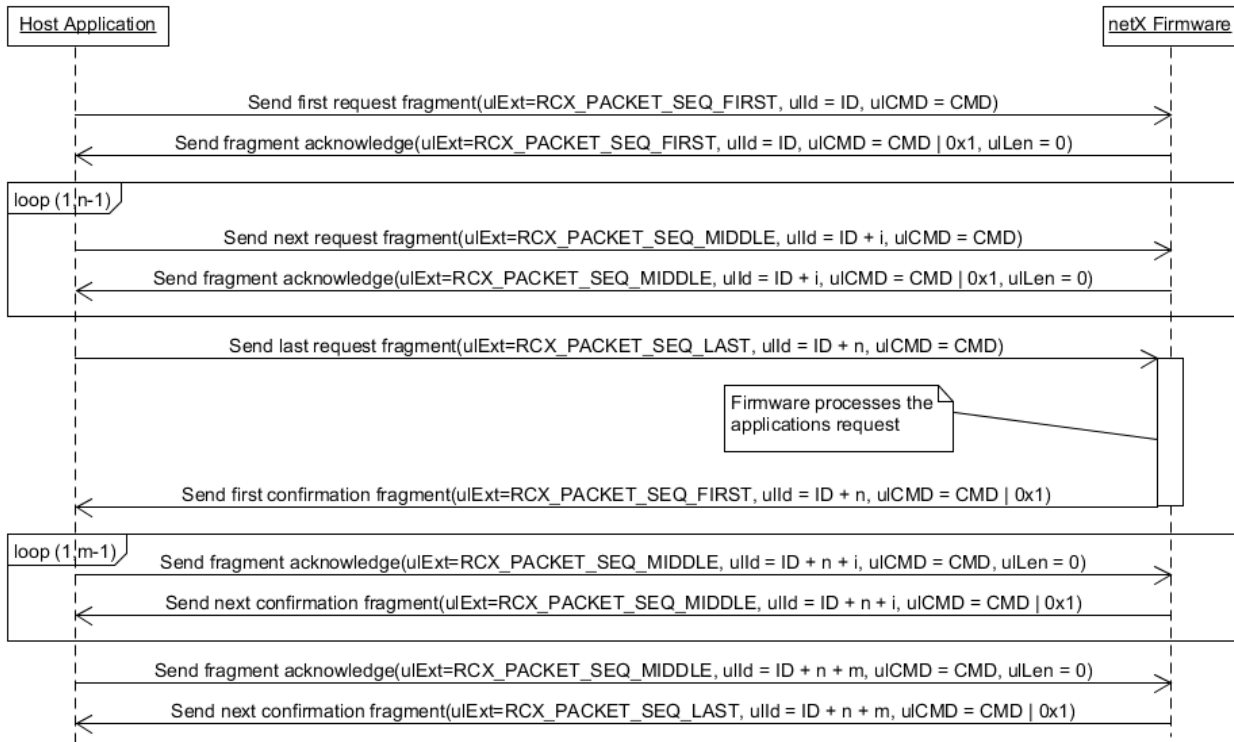 Host Application
netX Firmware
Send first request fragment(ulExt=RCX_PACKET_SEQ_FIRST, ulId = ID, ulCMD = CMD)
Send fragment acknowledge(ulExt=RCX_PACKET_SEQ_FIRST, ulId = ID, ulCMD = CMD | 0x1, ulLen = 0)
loop (1,n-1)
Send next request fragment(ulExt=RCX_PACKET_SEQ_MIDDLE, ulId = ID + i, ulCMD = CMD)
Send fragment acknowledge(ulExt=RCX_PACKET_SEQ_MIDDLE, ulId = ID + i, ulCMD = CMD | 0x1, ulLen = 0)
Send last request fragment(ulExt=RCX_PACKET_SEQ_LAST, ulId = ID + n, ulCMD = CMD)
Firmware processes the
applications request
Send first confirmation fragment(ulExt=RCX_PACKET_SEQ_FIRST, ulId = ID + n, ulCMD = CMD | 0x1)
loop (1,m-1)
Send fragment acknowledge(ulExt=RCX_PACKET_SEQ_MIDDLE, ulId = ID + n + i, ulCMD = CMD, ulLen = 0)
Send next confirmation fragment(ulExt=RCX_PACKET_SEQ_MIDDLE, ulId = ID + n + i, ulCMD = CMD | 0x1)
Send fragment acknowledge(ulExt=RCX_PACKET_SEQ_MIDDLE, ulId = ID + n + m, ulCMD = CMD, ulLen = 0)
Send next confirmation fragment(ulExt=RCX_PACKET_SEQ_LAST, ulId = ID + n + m, ulCMD = CMD | 0x1)